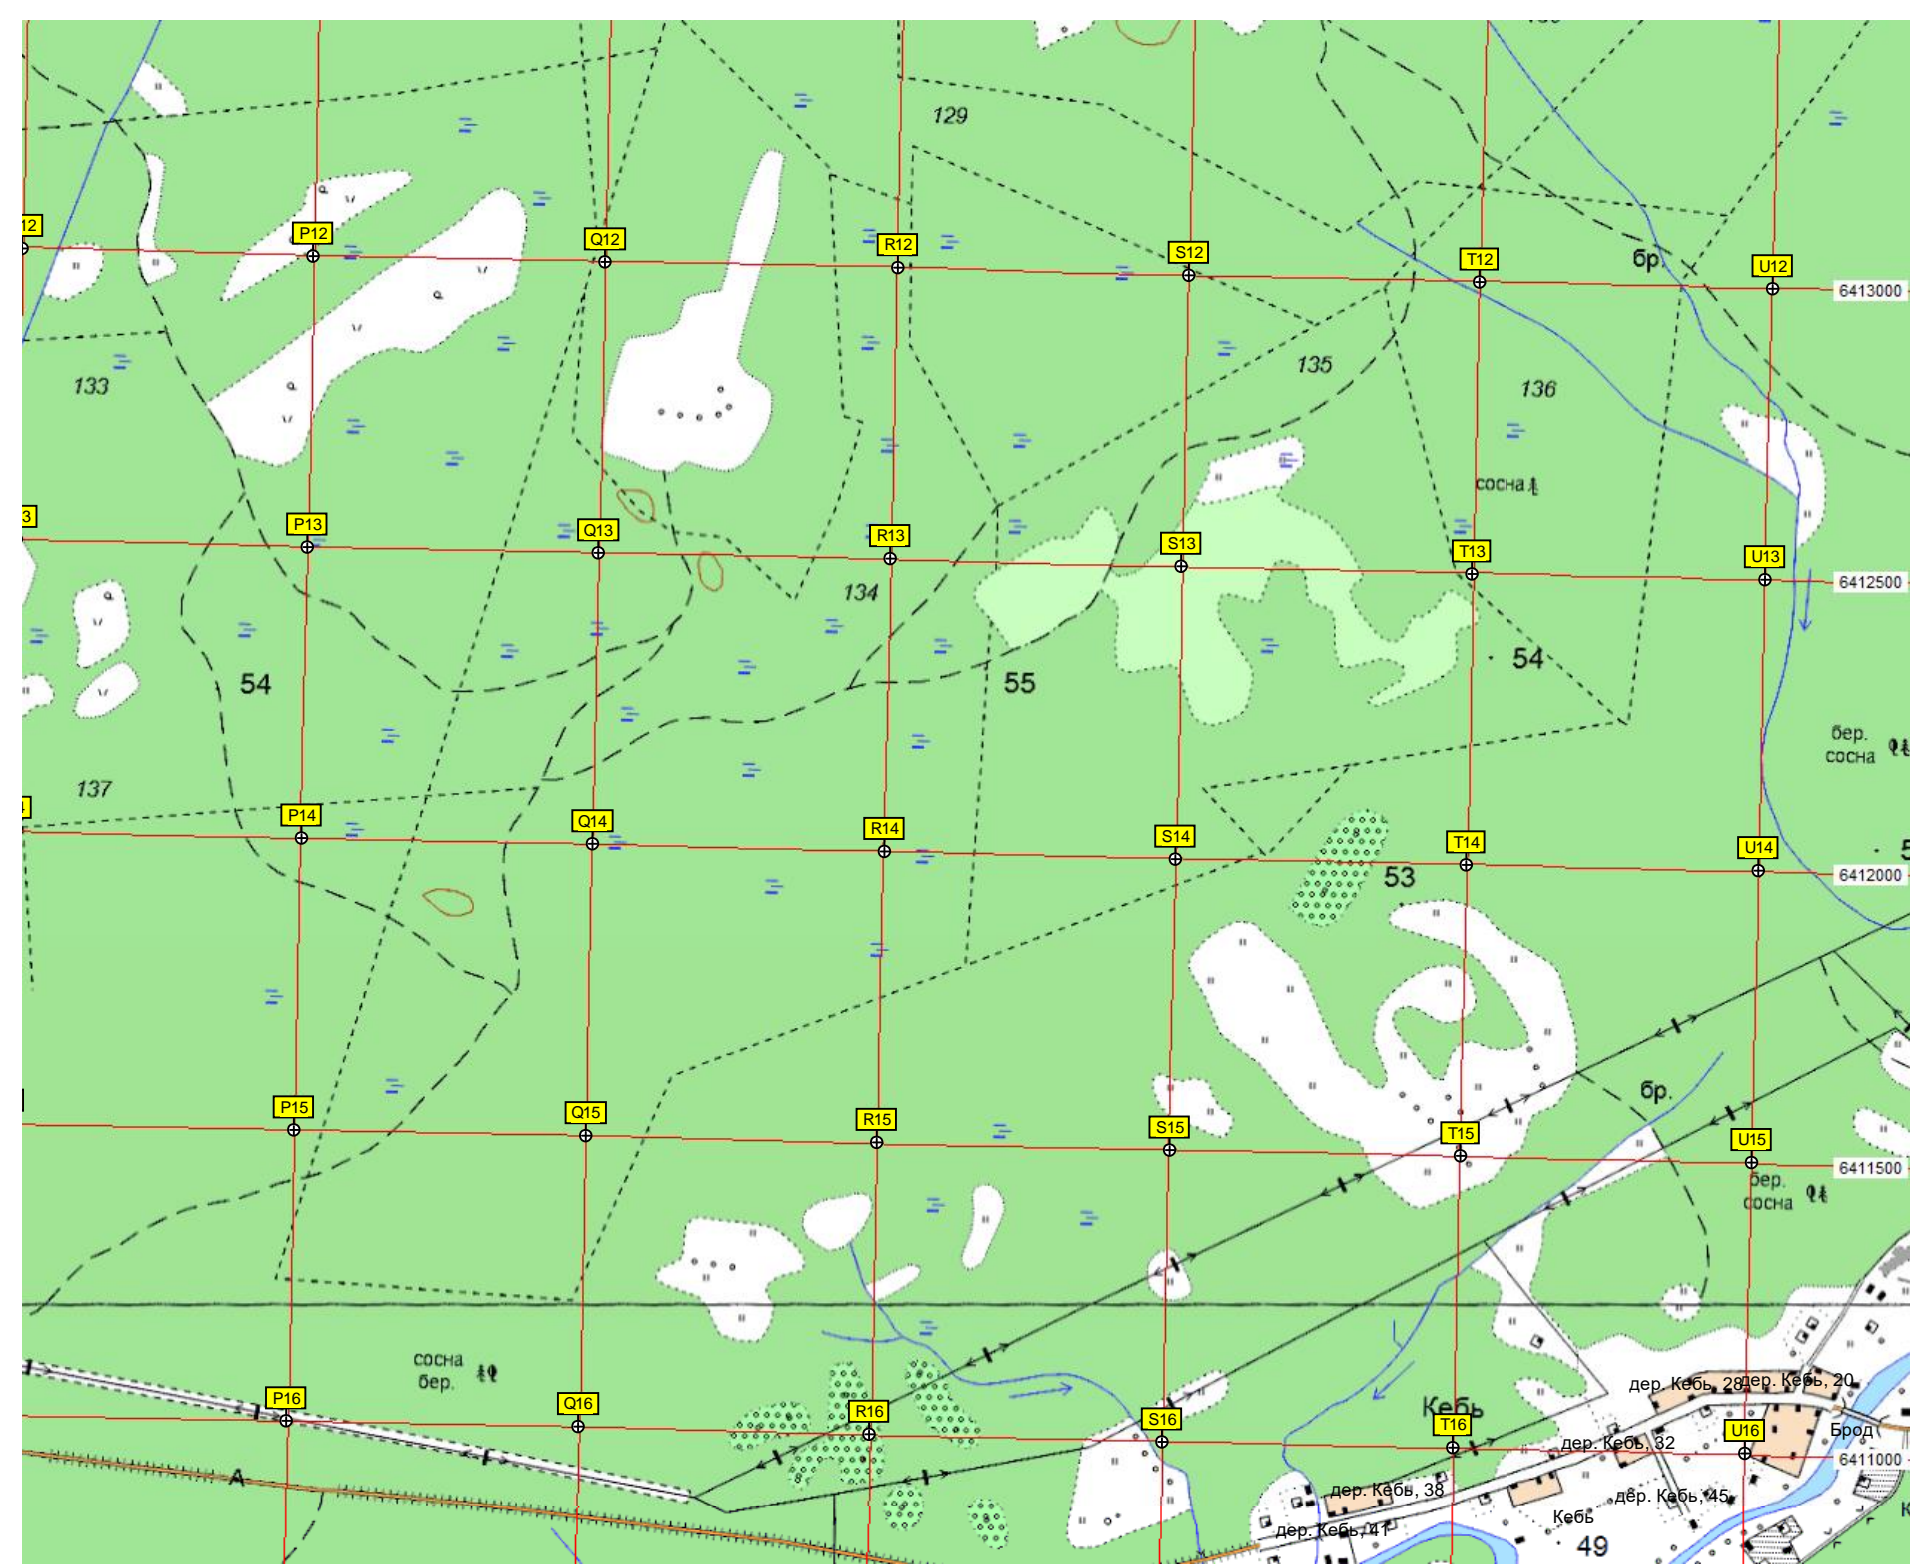 129
12
P12
Q12
R12
S12
T12
бр.
U12
6413000
133
135
136
сосна
3
P13
Q13
R13
S13
T13
U13
6412500
134
54
55
54
бер.
сосна
137
P14
Q14
R14
S14
T14
U14
53
6412000
бр.
P15
Q15
R15
S15
T15
U15
6411500
бер.
сосна
сосна
бер.
дер. Кебь, 28
дер. Кебь, 20
P16
Q16
R16
S16
Кебь
T16
U16
Брод
дер. Кебь, 32
6411000
А
дер. Кебь, 38
дер. Кебь, 45
Кебь
дер. Кебь, 41
49